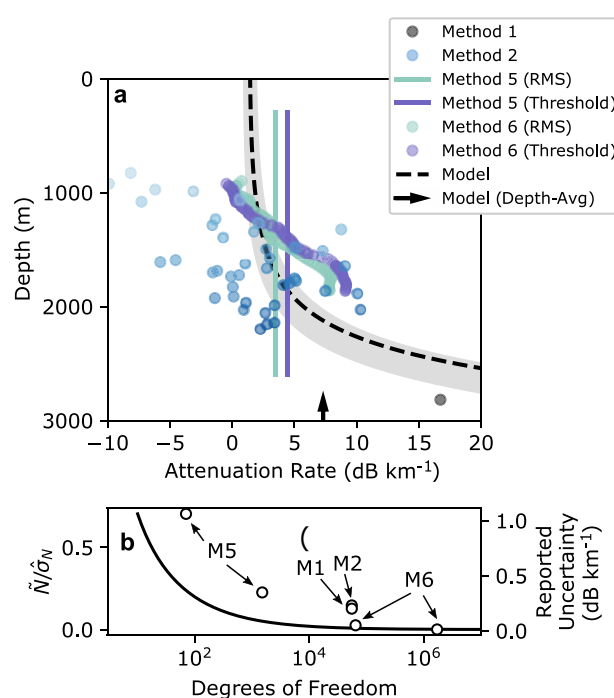 Method 1
Method 2
Method 5 (RMS)
Method 5 (Threshold)
Method 6 (RMS)
Method 6 (Threshold)
Model
Model (Depth-Avg)
a
0
1000
2000
3000
Depth (m)
−10
−5
0
5
10
15
20
Attenuation Rate (dB km⁻¹)
b
M5
(
M1
M2
M6
0.5
0.0
Ñ/σ̂_N
1.0
0.5
0.0
Reported
Uncertainty
(dB km⁻¹)
10²
10⁴
10⁶
Degrees of Freedom